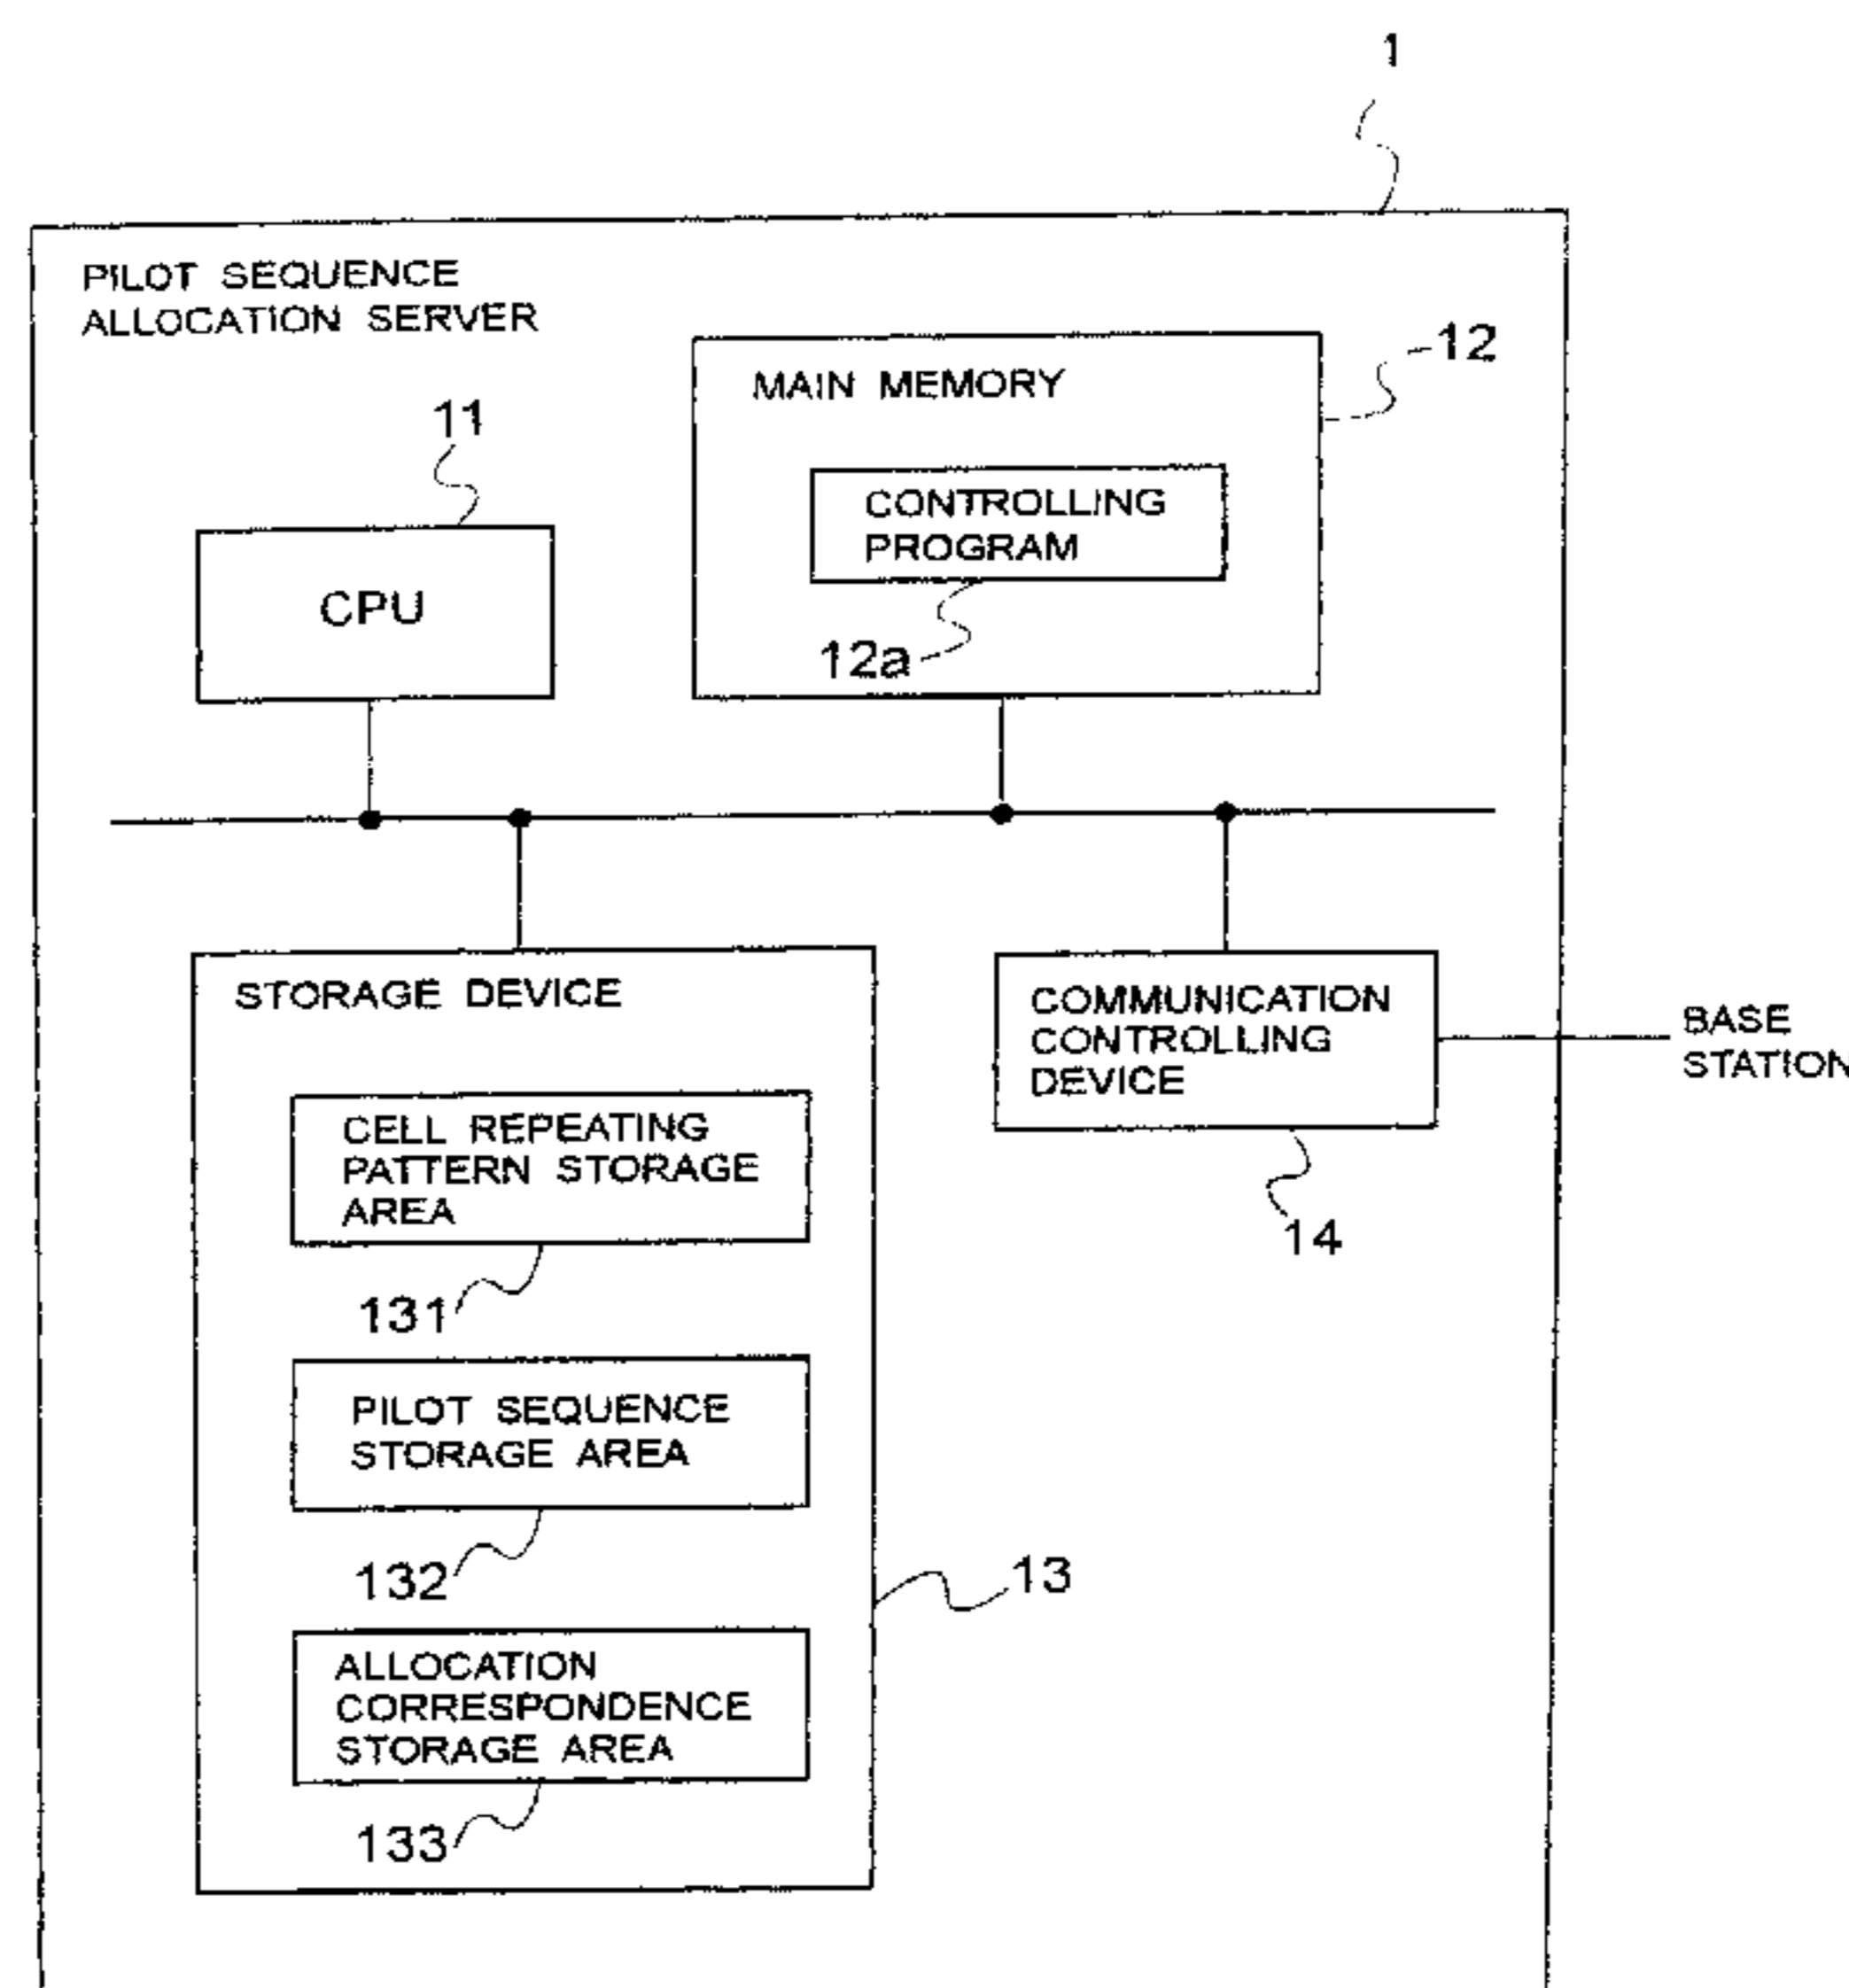 1
PILOT SEQUENCE
ALLOCATION SERVER
12
MAIN MEMORY
11
CONTROLLING
PROGRAM
CPU
12a
STORAGE DEVICE
COMMUNICATION
CONTROLLING
DEVICE
BASE
STATION
CELL REPEATING
PATTERN STORAGE
AREA
14
131
PILOT SEQUENCE
STORAGE AREA
132
13
ALLOCATION
CORRESPONDENCE
STORAGE AREA
133